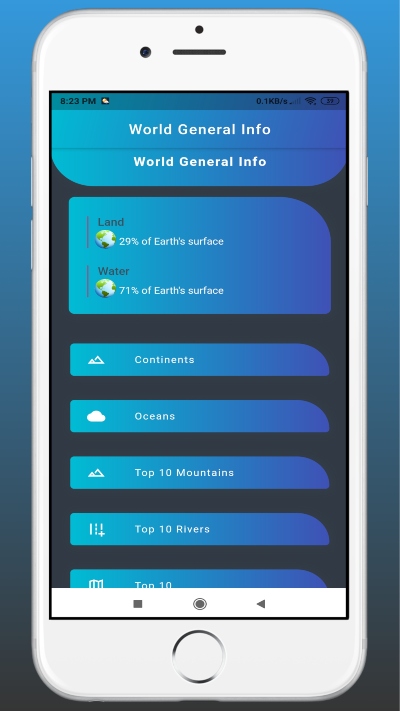 8:23 PM 0.1KB/s 29
World General Info
World General Info
Land
29% of Earth's surface
Water
71% of Earth's surface
Continents
Oceans
Top 10 Mountains
Top 10 Rivers
Top 10